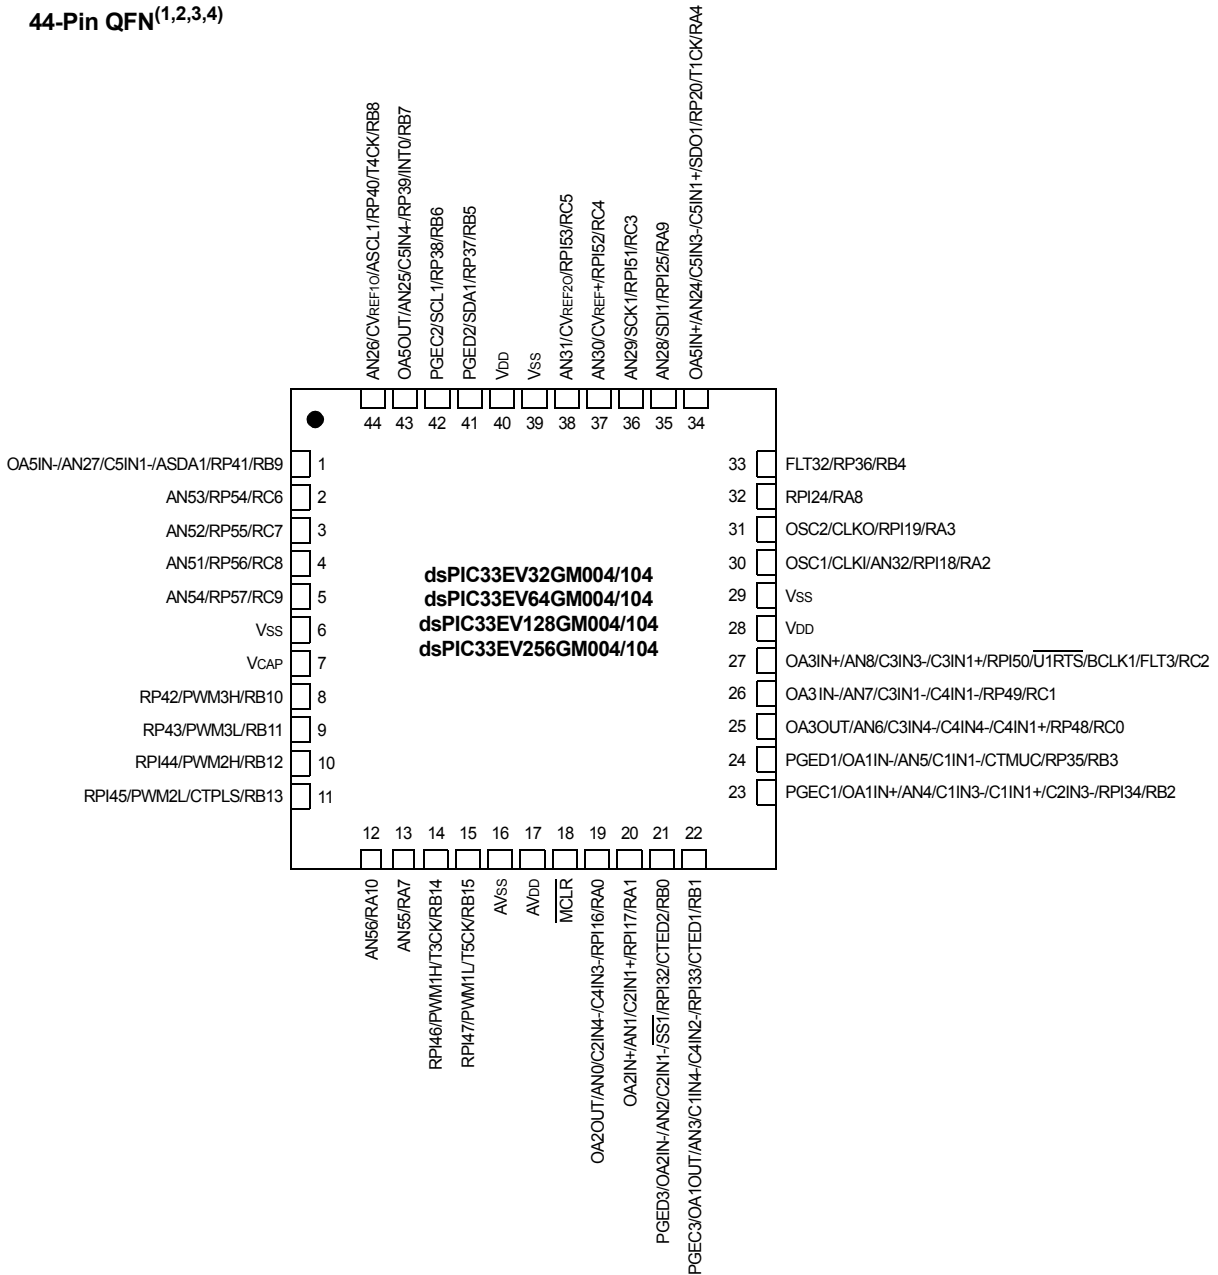 44-Pin QFN(1,2,3,4)
AN26/CVREF1O/ASCL1/RP40/T4CK/RB8
OA5OUT/AN25/C5IN4-/RP39/INT0/RB7
PGEC2/SCL1/RP38/RB6
PGED2/SDA1/RP37/RB5
VDD
VSS
AN31/CVREF2O/RPI53/RC5
AN30/CVREF+/RPI52/RC4
AN29/SCK1/RPI51/RC3
AN28/SDI1/RPI25/RA9
OA5IN+/AN24/C5IN3-/C5IN1+/SDO1/RP20/T1CK/RA4
44 43 42 41 40 39 38 37 36 35 34
OA5IN-/AN27/C5IN1-/ASDA1/RP41/RB9 1
AN53/RP54/RC6 2
AN52/RP55/RC7 3
AN51/RP56/RC8 4
AN54/RP57/RC9 5
VSS 6
VCAP 7
RP42/PWM3H/RB10 8
RP43/PWM3L/RB11 9
RPI44/PWM2H/RB12 10
RPI45/PWM2L/CTPLS/RB13 11
dsPIC33EV32GM004/104
dsPIC33EV64GM004/104
dsPIC33EV128GM004/104
dsPIC33EV256GM004/104
33 FLT32/RP36/RB4
32 RPI24/RA8
31 OSC2/CLKO/RPI19/RA3
30 OSC1/CLKI/AN32/RPI18/RA2
29 VSS
28 VDD
27 OA3IN+/AN8/C3IN3-/C3IN1+/RPI50/U1RTS/BCLK1/FLT3/RC2
26 OA3IN-/AN7/C3IN1-/C4IN1-/RP49/RC1
25 OA3OUT/AN6/C3IN4-/C4IN4-/C4IN1+/RP48/RC0
24 PGED1/OA1IN-/AN5/C1IN1-/CTMUC/RP35/RB3
23 PGEC1/OA1IN+/AN4/C1IN3-/C1IN1+/C2IN3-/RPI34/RB2
12 13 14 15 16 17 18 19 20 21 22
AN56/RA10
AN55/RA7
RPI46/PWM1H/T3CK/RB14
RPI47/PWM1L/T5CK/RB15
AVSS
AVDD
MCLR
OA2OUT/AN0/C2IN4-/C4IN3-/RPI16/RA0
OA2IN+/AN1/C2IN1+/RPI17/RA1
PGED3/OA2IN-/AN2/C2IN1-/SS1/RPI32/CTED2/RB0
PGEC3/OA1OUT/AN3/C1IN4-/C4IN2-/RPI33/CTED1/RB1